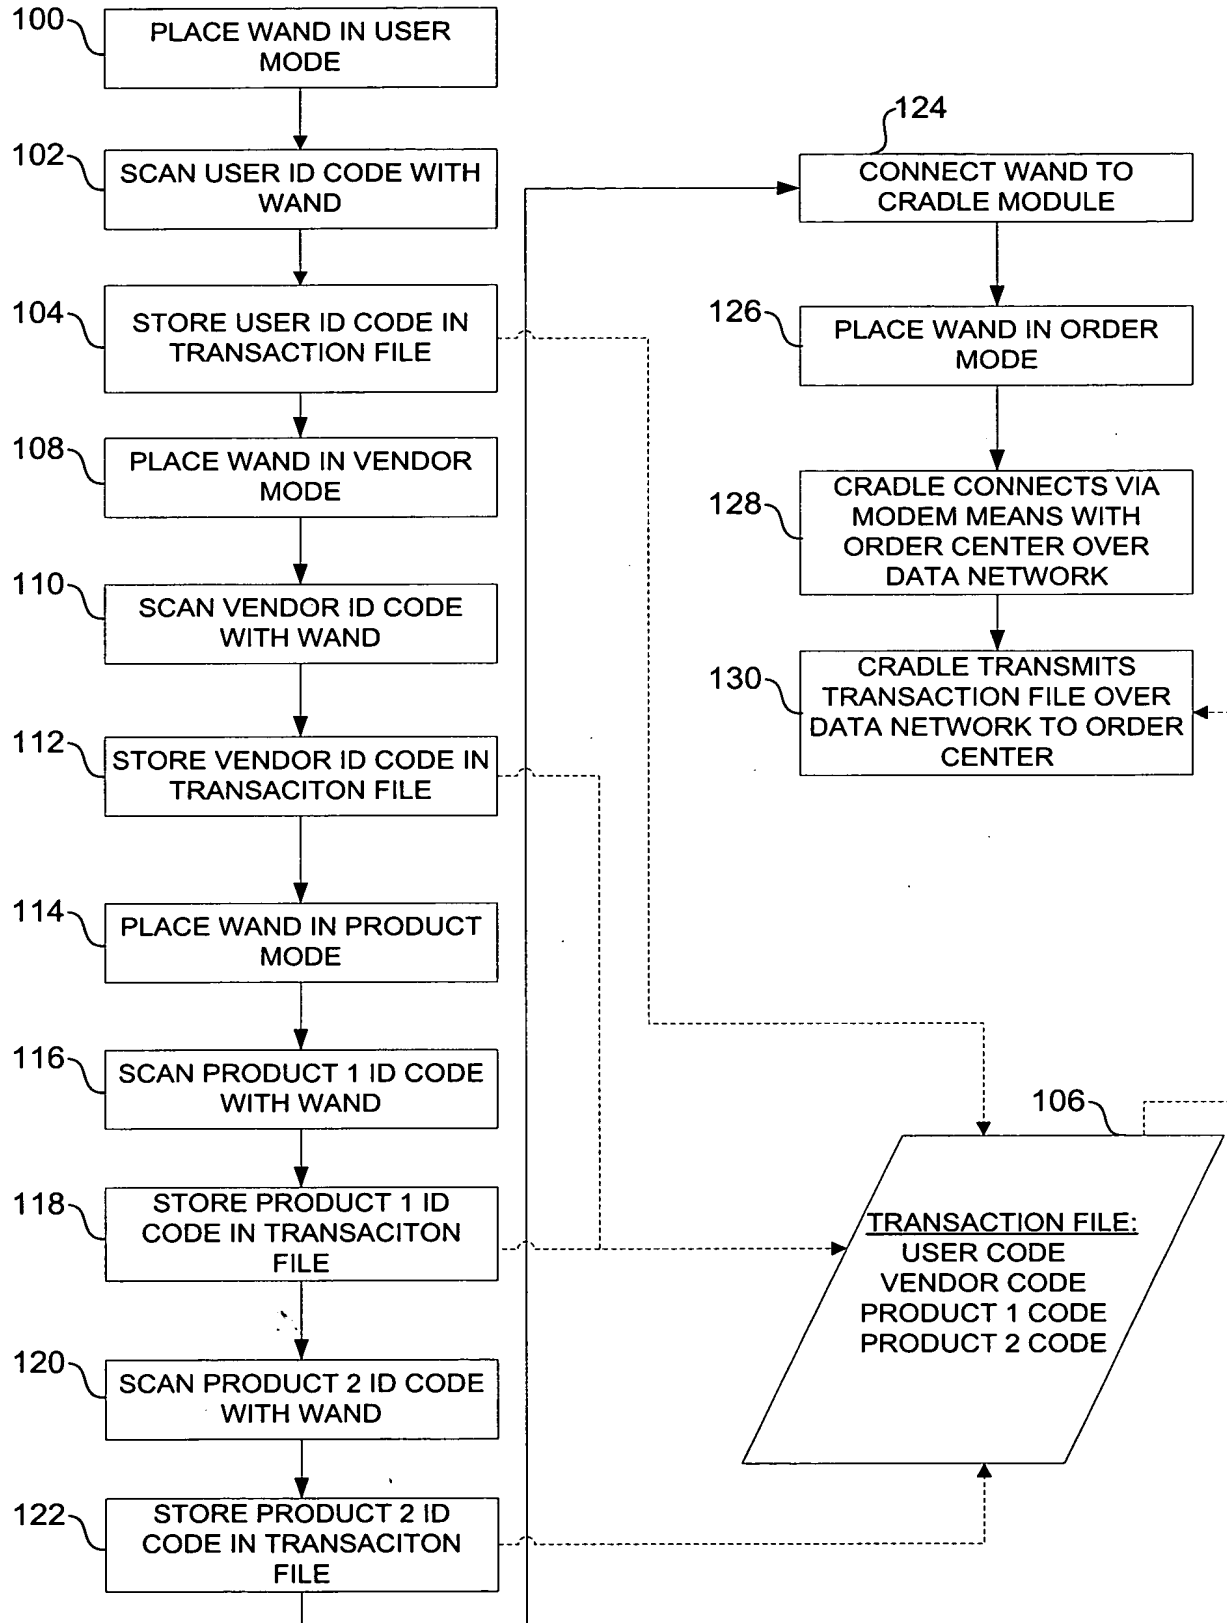 100
PLACE WAND IN USER
MODE
102
SCAN USER ID CODE WITH
WAND
104
STORE USER ID CODE IN
TRANSACTION FILE
108
PLACE WAND IN VENDOR
MODE
110
SCAN VENDOR ID CODE
WITH WAND
112
STORE VENDOR ID CODE IN
TRANSACITON FILE
114
PLACE WAND IN PRODUCT
MODE
116
SCAN PRODUCT 1 ID CODE
WITH WAND
118
STORE PRODUCT 1 ID
CODE IN TRANSACITON
FILE
120
SCAN PRODUCT 2 ID CODE
WITH WAND
122
STORE PRODUCT 2 ID
CODE IN TRANSACITON
FILE
124
CONNECT WAND TO
CRADLE MODULE
126
PLACE WAND IN ORDER
MODE
128
CRADLE CONNECTS VIA
MODEM MEANS WITH
ORDER CENTER OVER
DATA NETWORK
130
CRADLE TRANSMITS
TRANSACTION FILE OVER
DATA NETWORK TO ORDER
CENTER
106
TRANSACTION FILE:
USER CODE
VENDOR CODE
PRODUCT 1 CODE
PRODUCT 2 CODE